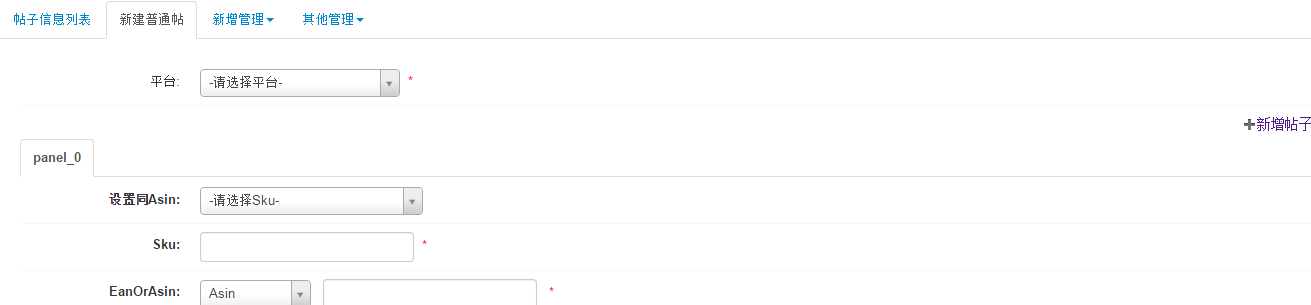 帖子信息列表 新建普通帖 新增管理 其他管理
平台: -请选择平台- *
新增帖子
panel_0
设置同Asin: -请选择Sku-
Sku: *
EanOrAsin: Asin *